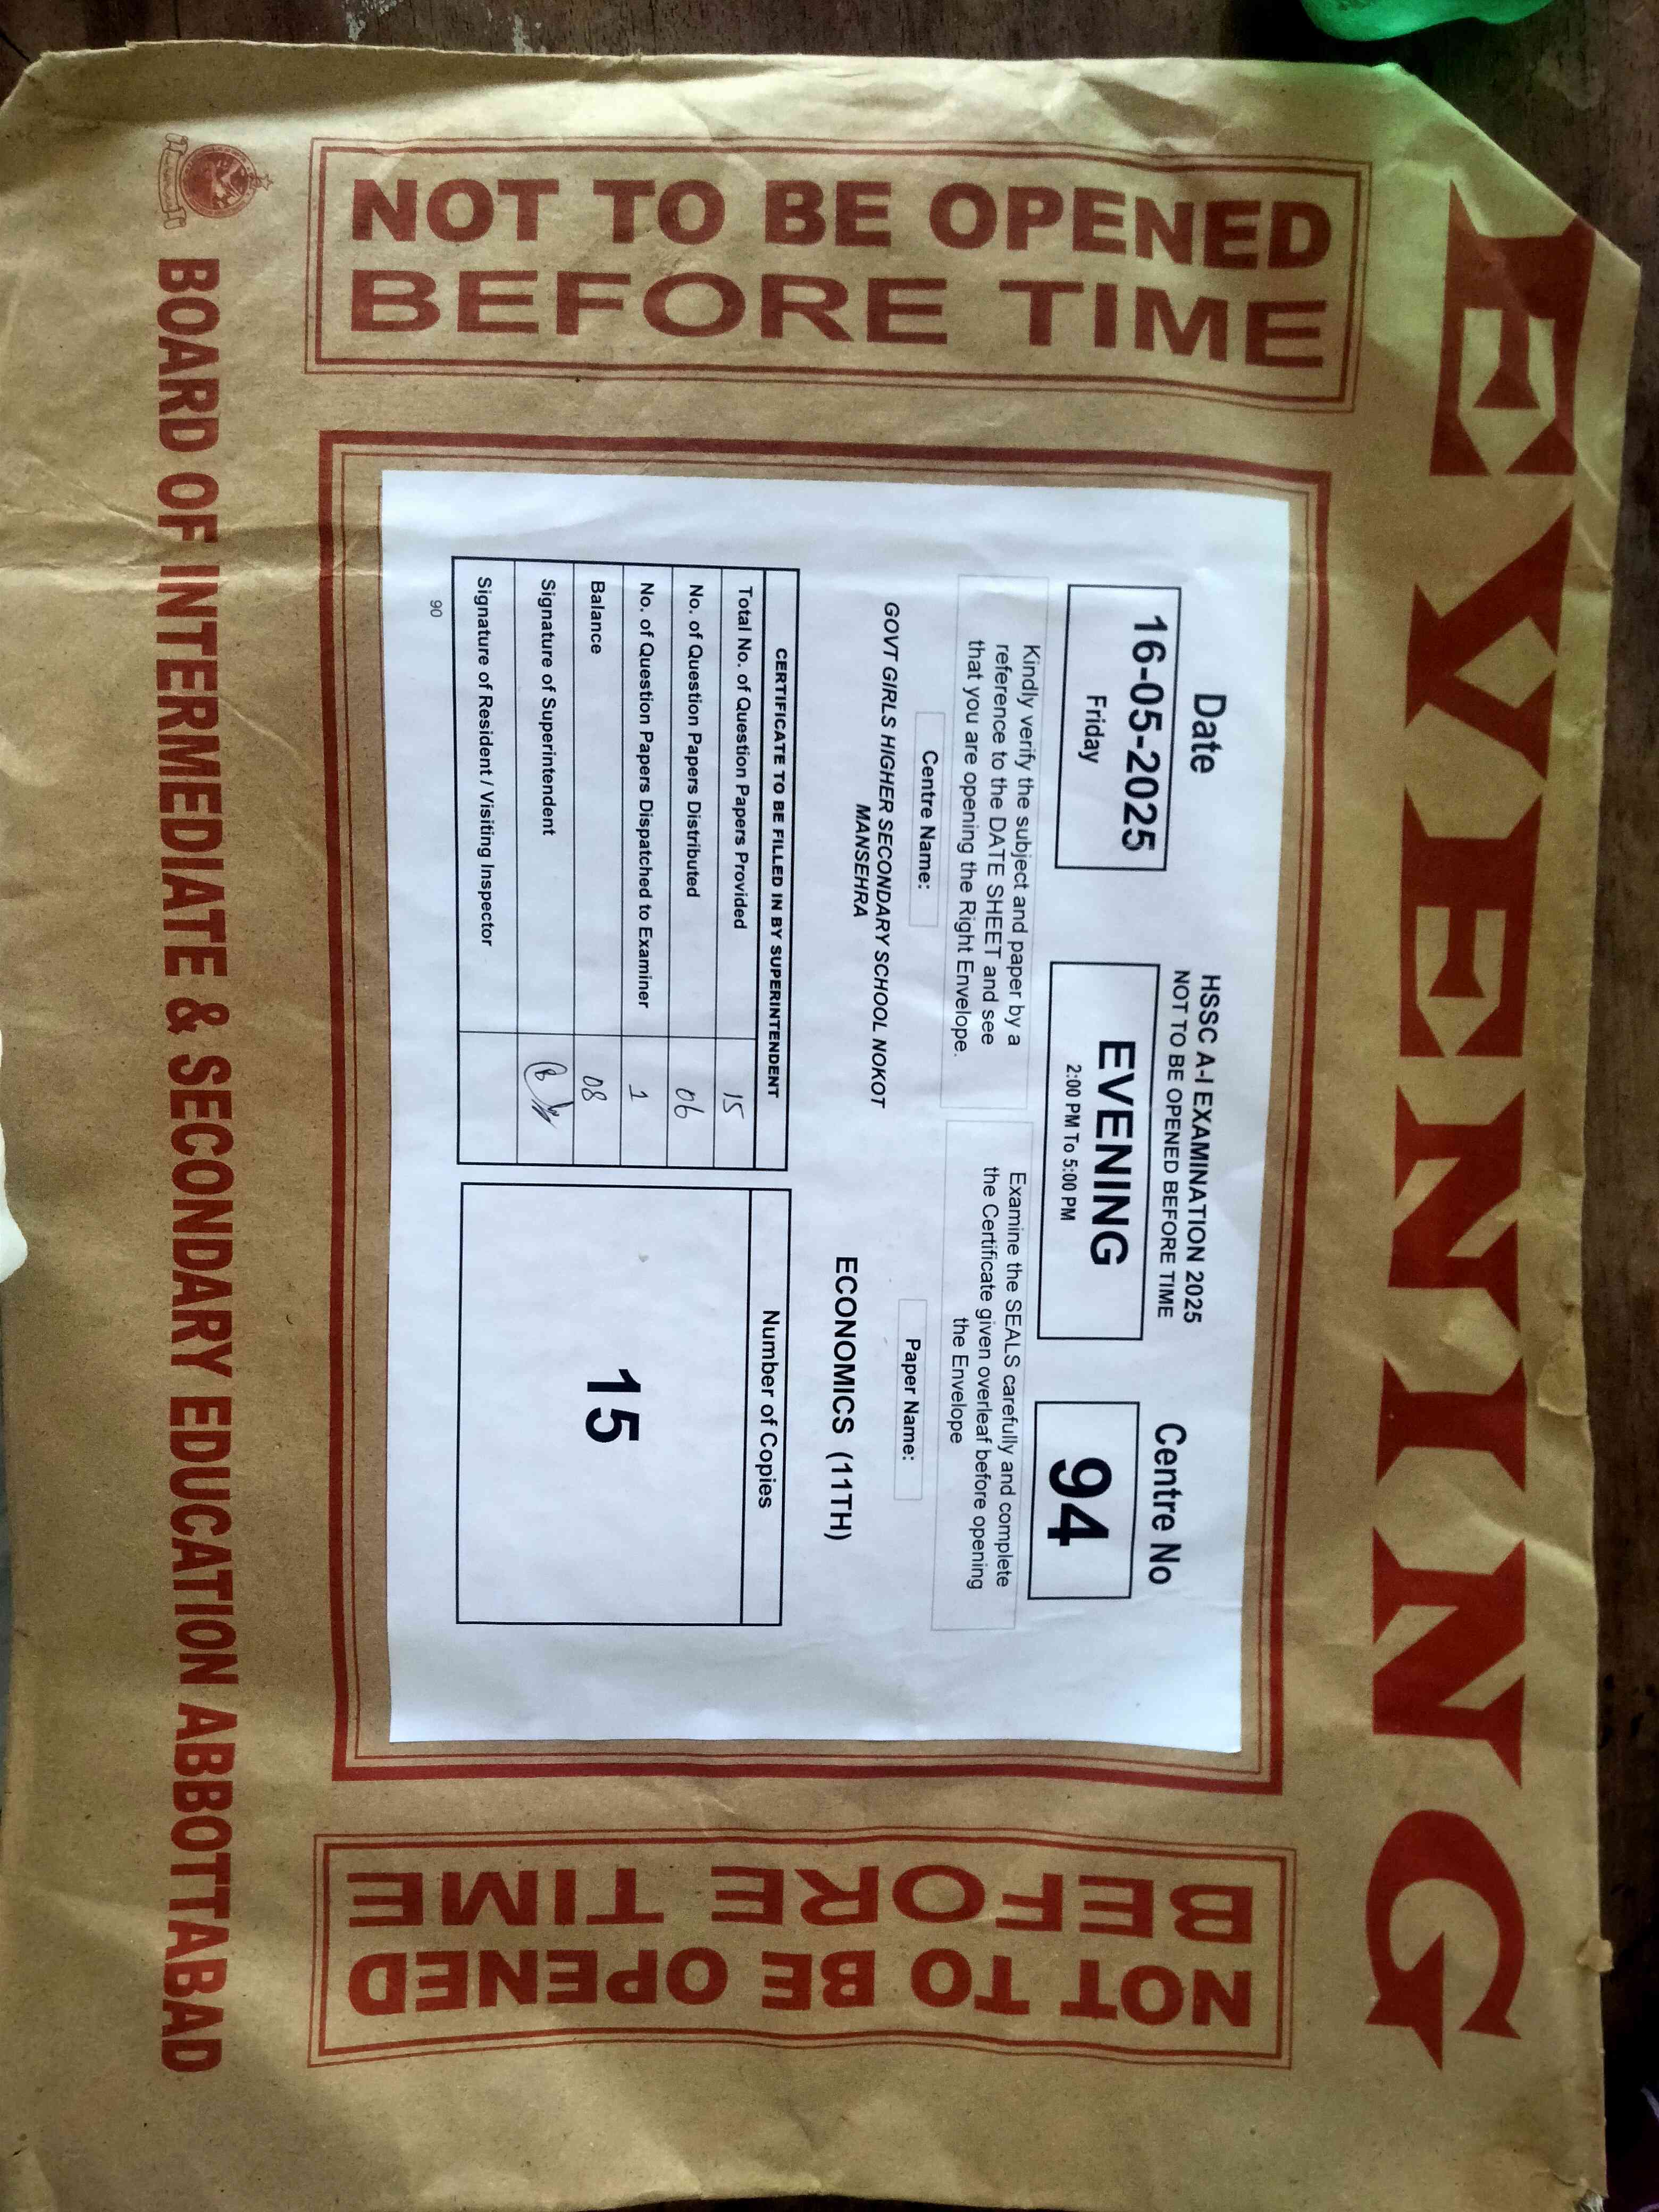 EVENING
NOT TO BE OPENED
BEFORE TIME
Date
16-05-2025
Friday
HSSC A-I EXAMINATION 2025
NOT TO BE OPENED BEFORE TIME
EVENING
2:00 PM To 5:00 PM
Centre No
94
Kindly verify the subject and paper by a
reference to the DATE SHEET and see
that you are opening the Right Envelope.
Examine the SEALS carefully and complete
the Certificate given overleaf before opening
the Envelope
Centre Name:
GOVT GIRLS HIGHER SECONDARY SCHOOL NOKOT
MANSEHRA
Paper Name:
ECONOMICS (11TH)
CERTIFICATE TO BE FILLED IN BY SUPERINTENDENT
Total No. of Question Papers Provided 15
No. of Question Papers Distributed 06
No. of Question Papers Dispatched to Examiner 1
Balance 08
Signature of Superintendent
Signature of Resident / Visiting Inspector
Number of Copies
15
90
NOT TO BE OPENED
BEFORE TIME
BOARD OF INTERMEDIATE & SECONDARY EDUCATION ABBOTTABAD